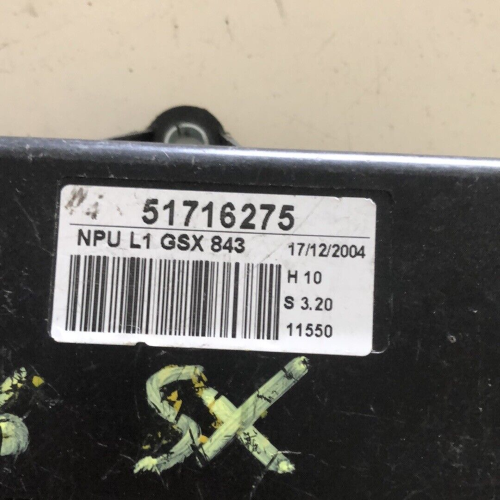 51716275
NPU L1 GSX 843 17/12/2004
H 10
S 3.20
11550
SX